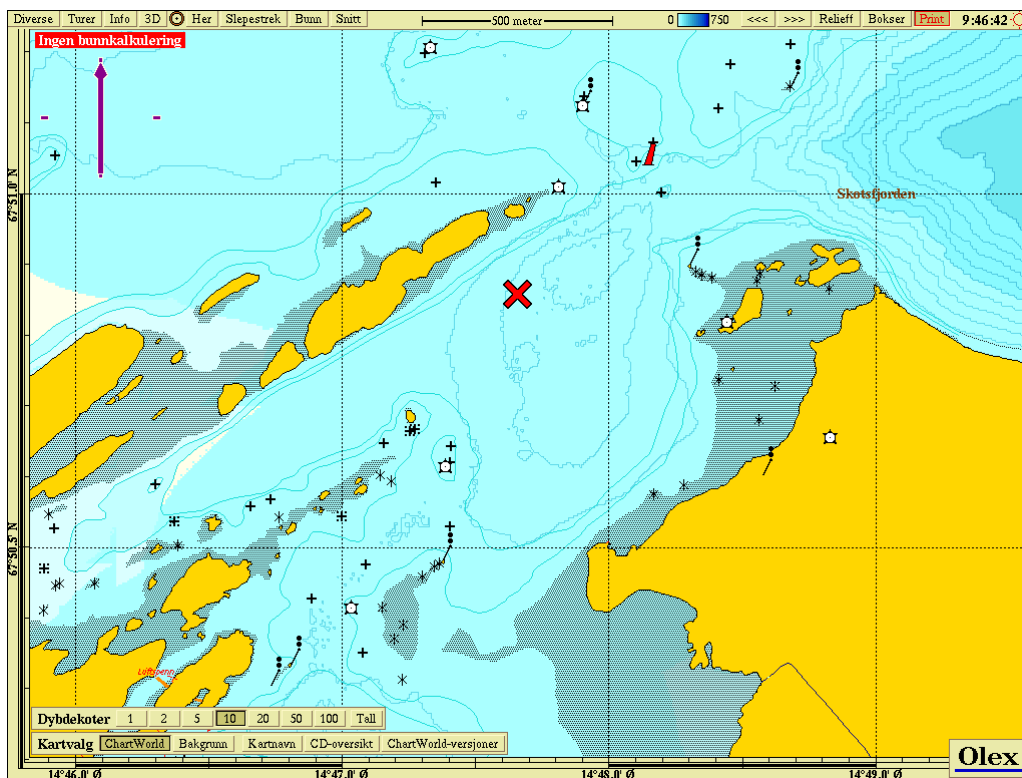 Diverse Turer Info 3D Her Slepestrek Bunn Snitt 500 meter 0 750 <<< >>> Relieff Bokser Print 9:46:42
Ingen bunnkalkulering
67°51.0' N
Skotsfjorden
67°50.5' N
Dybdekoter 1 2 5 10 20 50 100 Tall
Kartvalg ChartWorld Bakgrunn Kartnavn CD-oversikt ChartWorld-versjoner
Olex
14°46.0' Ø 14°47.0' Ø 14°48.0' Ø 14°49.0' Ø